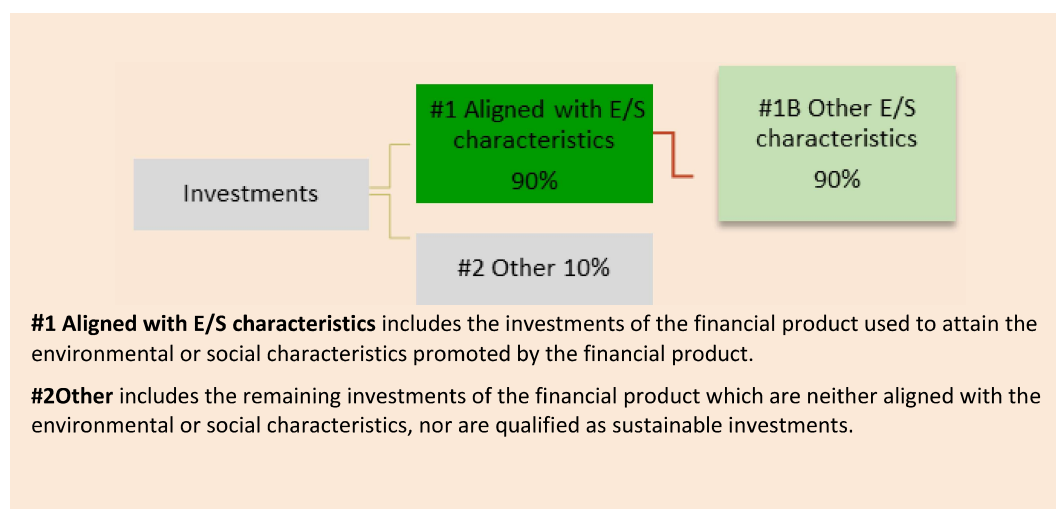 #1 Aligned with E/S
characteristics
90%
#1B Other E/S
characteristics
90%
Investments
#2 Other 10%
#1 Aligned with E/S characteristics includes the investments of the financial product used to attain the
environmental or social characteristics promoted by the financial product.
#2Other includes the remaining investments of the financial product which are neither aligned with the
environmental or social characteristics, nor are qualified as sustainable investments.